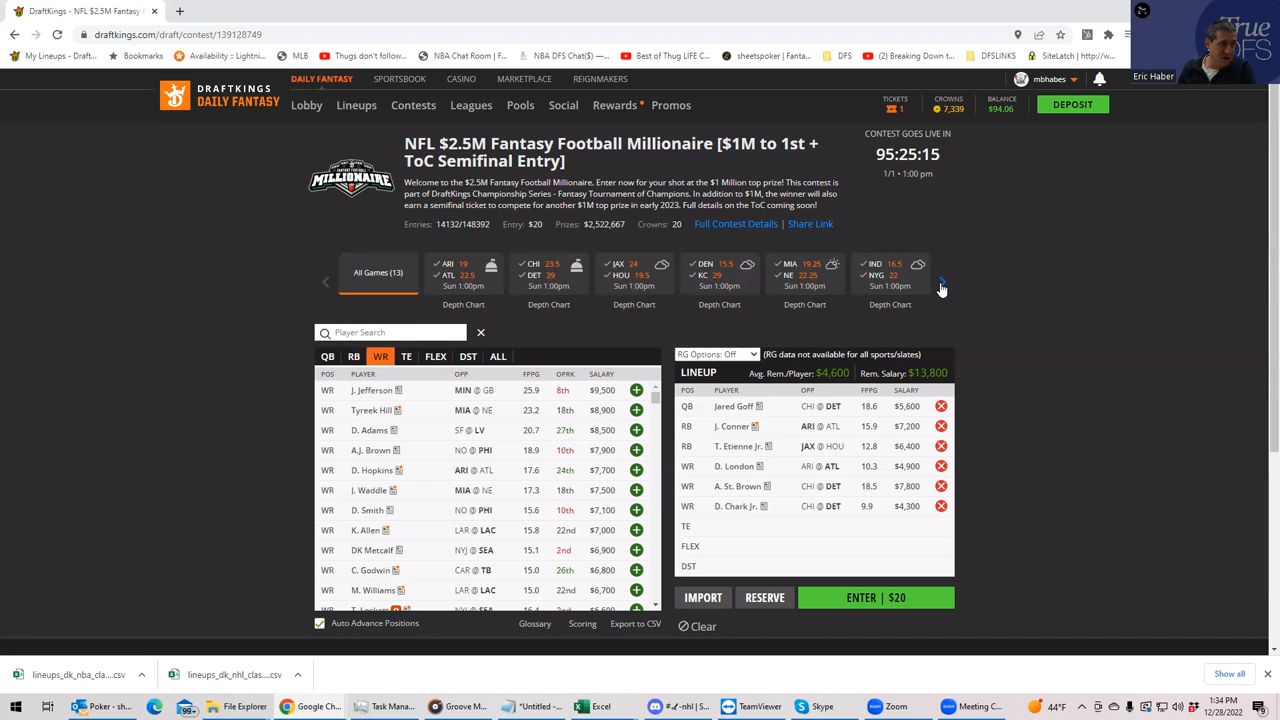 DraftKings - NFL $2.5M Fantasy F
draftkings.com/draft/contest/139128749
My Lineups - Draft...
Bookmarks
Availability :: Lightni...
MLB
Thugs don't follow...
NBA Chat Room | F...
NBA DFS Chat($) -...
Best of Thug LIFE C...
sheetspoker | Fanta...
DFS
(2) Breaking Down t...
DFSLINKS
SiteLatch | http://w...
True
DFS
Eric Haber
DAILY FANTASY
SPORTSBOOK
CASINO
MARKETPLACE
REIGNMAKERS
mbhabes
DRAFTKINGS
DAILY FANTASY
Lobby
Lineups
Contests
Leagues
Pools
Social
Rewards
Promos
TICKETS
1
CROWNS
7,339
BALANCE
$94.06
DEPOSIT
FANTASY FOOTBALL
MILLIONAIRE
NFL $2.5M Fantasy Football Millionaire [$1M to 1st +
ToC Semifinal Entry]
Welcome to the $2.5M Fantasy Football Millionaire. Enter now for your shot at the $1 Million top prize! This contest is
part of DraftKings Championship Series - Fantasy Tournament of Champions. In addition to $1M, the winner will also
earn a semifinal ticket to compete for another $1M top prize in early 2023. Full details on the ToC coming soon!
Entries: 14132/148392 Entry: $20 Prizes: $2,522,667 Crowns: 20 Full Contest Details | Share Link
CONTEST GOES LIVE IN
95:25:15
1/1 • 1:00 pm
All Games (13)
ARI 19
ATL 22.5
Sun 1:00pm
Depth Chart
CHI 23.5
DET 29
Sun 1:00pm
Depth Chart
JAX 24
HOU 19.5
Sun 1:00pm
Depth Chart
DEN 15.5
KC 29
Sun 1:00pm
Depth Chart
MIA 19.25
NE 22.25
Sun 1:00pm
Depth Chart
IND 16.5
NYG 22
Sun 1:00pm
Depth Chart
Player Search
QB RB WR TE FLEX DST ALL
POS PLAYER OPP FPPG OPRK SALARY
WR J. Jefferson MIN @ GB 25.9 8th $9,500
WR Tyreek Hill MIA @ NE 23.2 18th $8,900
WR D. Adams SF @ LV 20.7 27th $8,500
WR A.J. Brown NO @ PHI 18.9 10th $7,900
WR D. Hopkins ARI @ ATL 17.6 24th $7,700
WR J. Waddle MIA @ NE 17.3 18th $7,500
WR D. Smith NO @ PHI 15.6 10th $7,100
WR K. Allen LAR @ LAC 15.8 22nd $7,000
WR DK Metcalf NYJ @ SEA 15.1 2nd $6,900
WR C. Godwin CAR @ TB 15.0 26th $6,800
WR M. Williams LAR @ LAC 15.0 22nd $6,700
Auto Advance Positions
Glossary
Scoring
Export to CSV
RG Options: Off
(RG data not available for all sports/slates)
LINEUP
Avg. Rem./Player: $4,600
Rem. Salary: $13,800
POS PLAYER OPP FPPG SALARY
QB Jared Goff CHI @ DET 18.6 $5,600
RB J. Conner ARI @ ATL 15.9 $7,200
RB T. Etienne Jr. JAX @ HOU 12.8 $6,400
WR D. London ARI @ ATL 10.3 $4,900
WR A. St. Brown CHI @ DET 18.5 $7,800
WR D. Chark Jr. CHI @ DET 9.9 $4,300
TE
FLEX
DST
IMPORT
RESERVE
ENTER | $20
Clear
lineups_dk_nba_cla....csv
lineups_dk_nhl_clas....csv
Show all
Poker - sh...
99+
File Explorer
Google Ch...
Task Mana...
Groove M...
"Untitled -...
Excel
TeamViewer
Skype
Zoom
Meeting C...
44°F
1:34 PM
12/28/2022